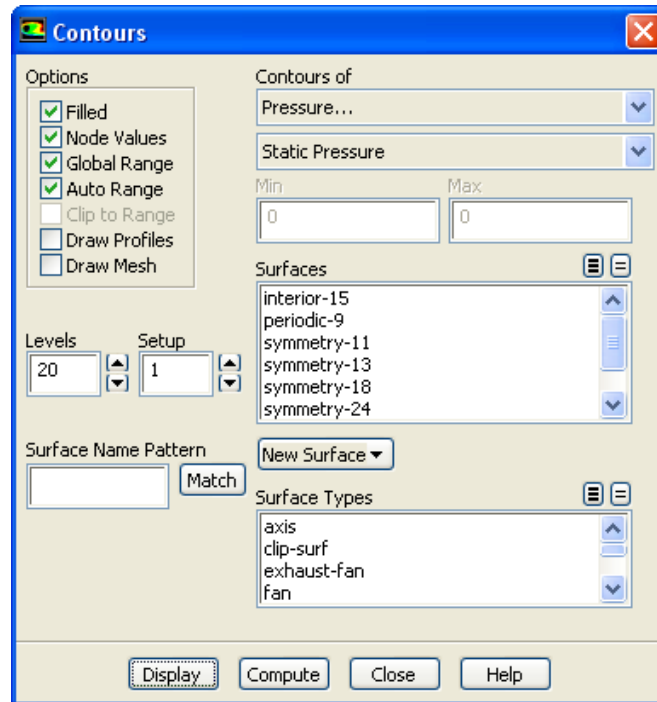 Contours
Options
Filled
Node Values
Global Range
Auto Range
Clip to Range
Draw Profiles
Draw Mesh
Levels
Setup
20
1
Surface Name Pattern
Match
Contours of
Pressure...
Static Pressure
Min
Max
0
0
Surfaces
interior-15
periodic-9
symmetry-11
symmetry-13
symmetry-18
symmetry-24
New Surface
Surface Types
axis
clip-surf
exhaust-fan
fan
Display
Compute
Close
Help